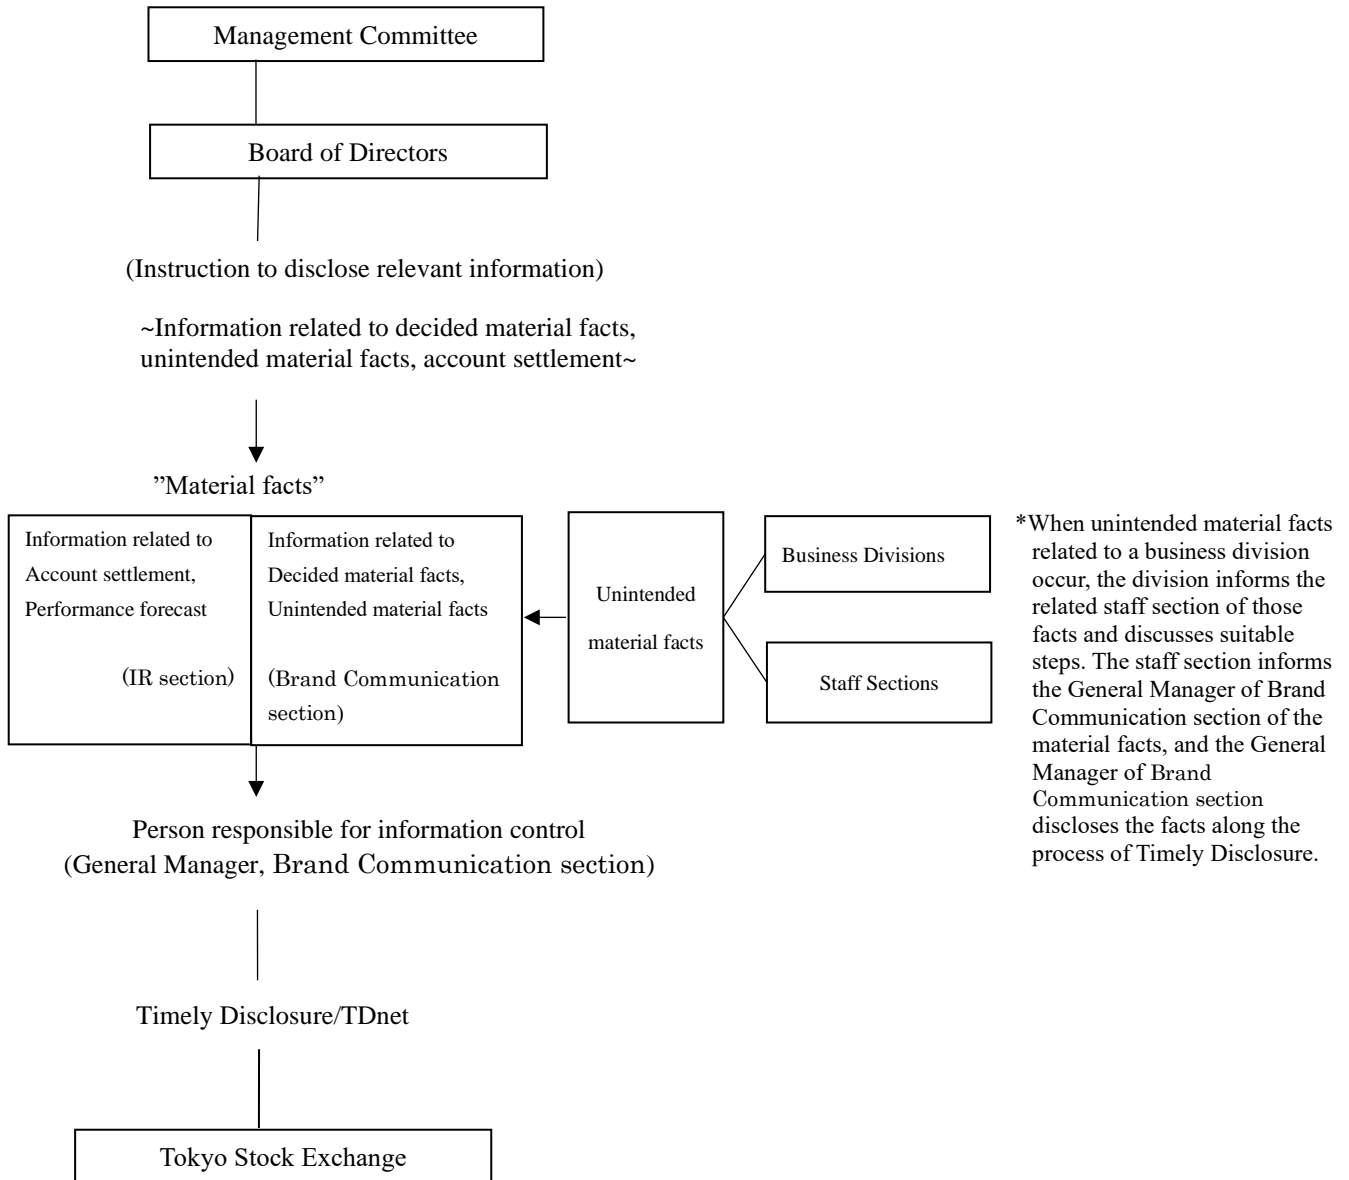 Management Committee
Board of Directors
(Instruction to disclose relevant information)
~Information related to decided material facts,
unintended material facts, account settlement~
”Material facts”
Information related to
Account settlement,
Performance forecast
(IR section)
Information related to
Decided material facts,
Unintended material facts
(Brand Communication
section)
Unintended
material facts
Business Divisions
Staff Sections
*When unintended material facts
related to a business division
occur, the division informs the
related staff section of those
facts and discusses suitable
steps. The staff section informs
the General Manager of Brand
Communication section of the
material facts, and the General
Manager of Brand
Communication section
discloses the facts along the
process of Timely Disclosure.
Person responsible for information control
(General Manager, Brand Communication section)
Timely Disclosure/TDnet
Tokyo Stock Exchange